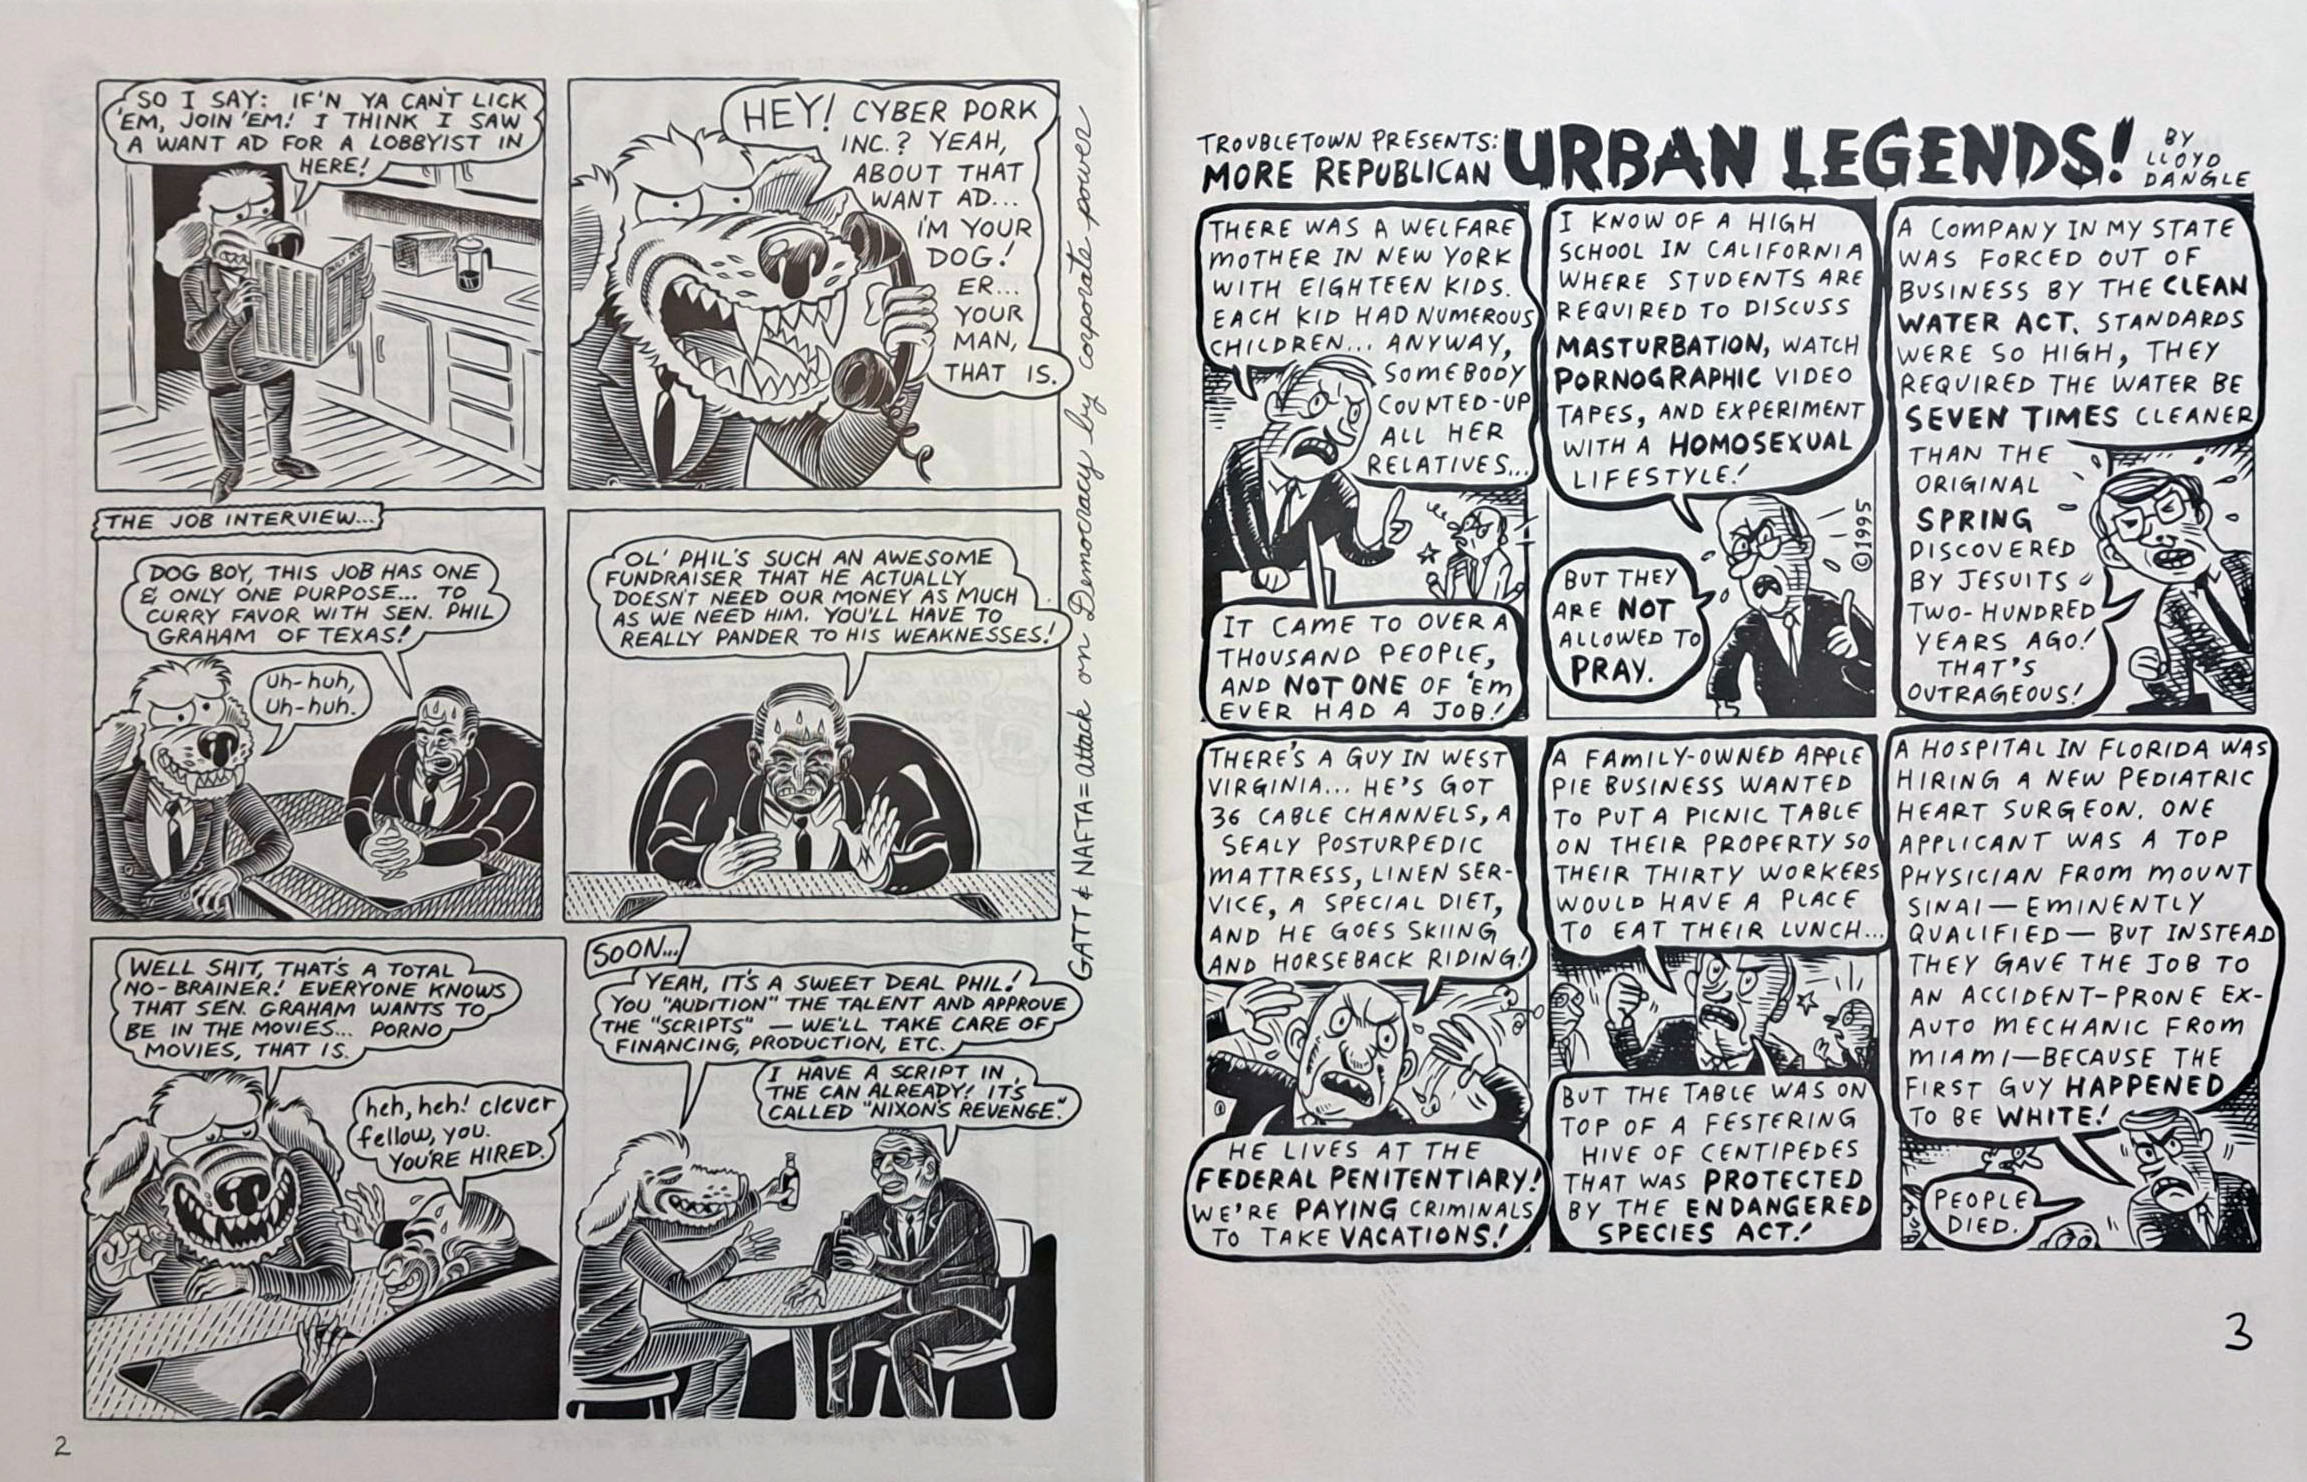 SO I SAY: IF'N YA CAN'T LICK
'EM, JOIN 'EM! I THINK I SAW
A WANT AD FOR A LOBBYIST IN
HERE!
HEY! CYBER PORK
INC.? YEAH,
ABOUT THAT
WANT AD...
I'M YOUR
DOG!
ER...
YOUR
MAN,
THAT IS.
THE JOB INTERVIEW...
DOG BOY, THIS JOB HAS ONE
& ONLY ONE PURPOSE... TO
CURRY FAVOR WITH SEN. PHIL
GRAHAM OF TEXAS!
Uh-huh,
Uh-huh.
OL' PHIL'S SUCH AN AWESOME
FUNDRAISER THAT HE ACTUALLY
DOESN'T NEED OUR MONEY AS MUCH
AS WE NEED HIM. YOU'LL HAVE TO
REALLY PANDER TO HIS WEAKNESSES!
WELL SHIT, THAT'S A TOTAL
NO-BRAINER! EVERYONE KNOWS
THAT SEN. GRAHAM WANTS TO
BE IN THE MOVIES... PORNO
MOVIES, THAT IS.
heh, heh! clever
fellow, you.
YOU'RE HIRED.
SOON...
YEAH, IT'S A SWEET DEAL PHIL!
YOU "AUDITION" THE TALENT AND APPROVE
THE "SCRIPTS" — WE'LL TAKE CARE OF
FINANCING, PRODUCTION, ETC.
I HAVE A SCRIPT IN
THE CAN ALREADY! IT'S
CALLED "NIXON'S REVENGE."
GATT & NAFTA = attack on Democracy by corporate power
2
TROUBLETOWN PRESENTS:
MORE REPUBLICAN
URBAN LEGENDS!
BY
LLOYD
DANGLE
THERE WAS A WELFARE
MOTHER IN NEW YORK
WITH EIGHTEEN KIDS.
EACH KID HAD NUMEROUS
CHILDREN... ANYWAY,
SOMEBODY
COUNTED-UP
ALL HER
RELATIVES...
IT CAME TO OVER A
THOUSAND PEOPLE,
AND NOT ONE OF 'EM
EVER HAD A JOB!
I KNOW OF A HIGH
SCHOOL IN CALIFORNIA
WHERE STUDENTS ARE
REQUIRED TO DISCUSS
MASTURBATION, WATCH
PORNOGRAPHIC VIDEO
TAPES, AND EXPERIMENT
WITH A HOMOSEXUAL
LIFESTYLE!
BUT THEY
ARE NOT
ALLOWED TO
PRAY.
©1995
A COMPANY IN MY STATE
WAS FORCED OUT OF
BUSINESS BY THE CLEAN
WATER ACT. STANDARDS
WERE SO HIGH, THEY
REQUIRED THE WATER BE
SEVEN TIMES CLEANER
THAN THE
ORIGINAL
SPRING
DISCOVERED
BY JESUITS
TWO-HUNDRED
YEARS AGO!
THAT'S
OUTRAGEOUS!
THERE'S A GUY IN WEST
VIRGINIA... HE'S GOT
36 CABLE CHANNELS, A
SEALY POSTURPEDIC
MATTRESS, LINEN SER-
VICE, A SPECIAL DIET,
AND HE GOES SKIING
AND HORSEBACK RIDING!
HE LIVES AT THE
FEDERAL PENITENTIARY!
WE'RE PAYING CRIMINALS
TO TAKE VACATIONS!
A FAMILY-OWNED APPLE
PIE BUSINESS WANTED
TO PUT A PICNIC TABLE
ON THEIR PROPERTY SO
THEIR THIRTY WORKERS
WOULD HAVE A PLACE
TO EAT THEIR LUNCH...
BUT THE TABLE WAS ON
TOP OF A FESTERING
HIVE OF CENTIPEDES
THAT WAS PROTECTED
BY THE ENDANGERED
SPECIES ACT!
A HOSPITAL IN FLORIDA WAS
HIRING A NEW PEDIATRIC
HEART SURGEON. ONE
APPLICANT WAS A TOP
PHYSICIAN FROM MOUNT
SINAI — EMINENTLY
QUALIFIED — BUT INSTEAD
THEY GAVE THE JOB TO
AN ACCIDENT-PRONE EX-
AUTO MECHANIC FROM
MIAMI — BECAUSE THE
FIRST GUY HAPPENED
TO BE WHITE!
PEOPLE
DIED.
3